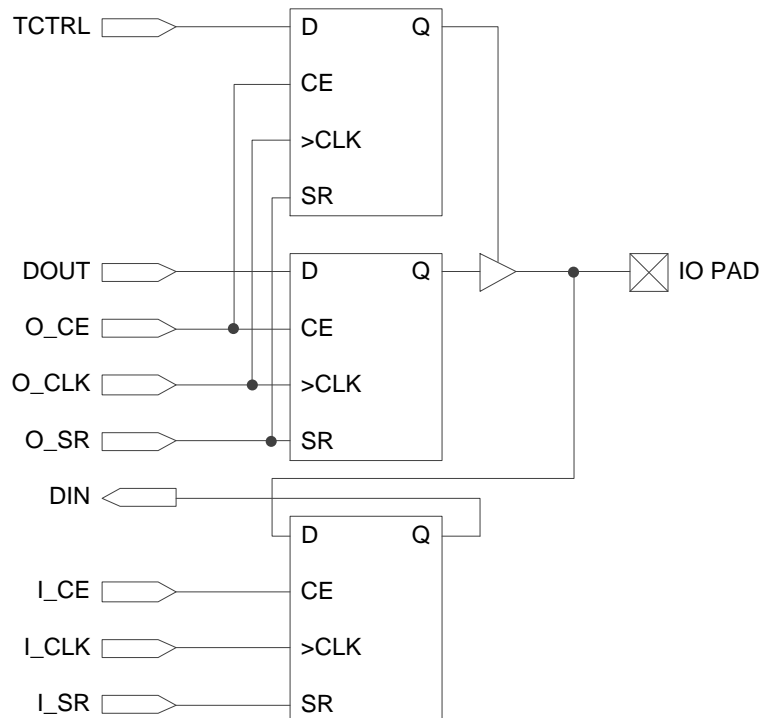 TCTRL D Q
CE
>CLK
SR
DOUT D Q IO PAD
O_CE CE
O_CLK >CLK
O_SR SR
DIN
D Q
I_CE CE
I_CLK >CLK
I_SR SR